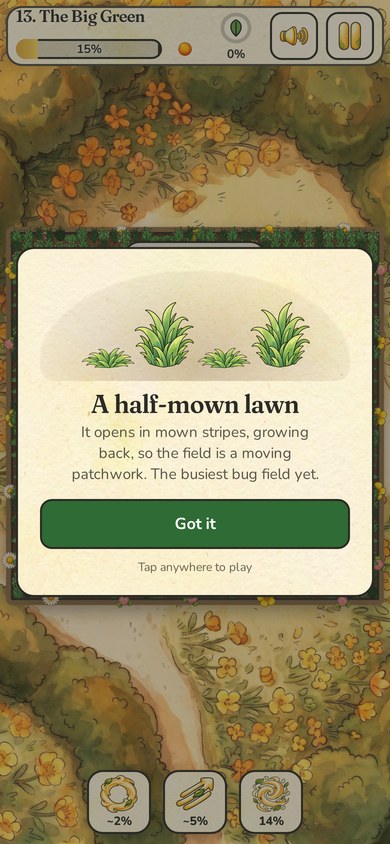 13. The Big Green
15%
0%
A half-mown lawn
It opens in mown stripes, growing
back, so the field is a moving
patchwork. The busiest bug field yet.
Got it
Tap anywhere to play
~2%
~5%
14%